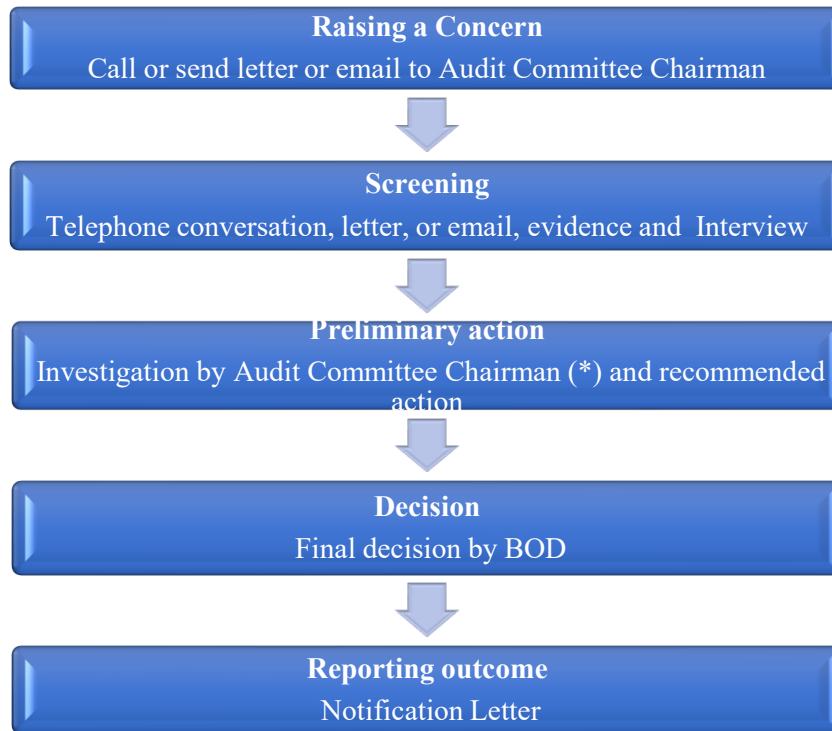 Raising a Concern
Call or send letter or email to Audit Committee Chairman
Screening
Telephone conversation, letter, or email, evidence and Interview
Preliminary action
Investigation by Audit Committee Chairman (*) and recommended
action
Decision
Final decision by BOD
Reporting outcome
Notification Letter